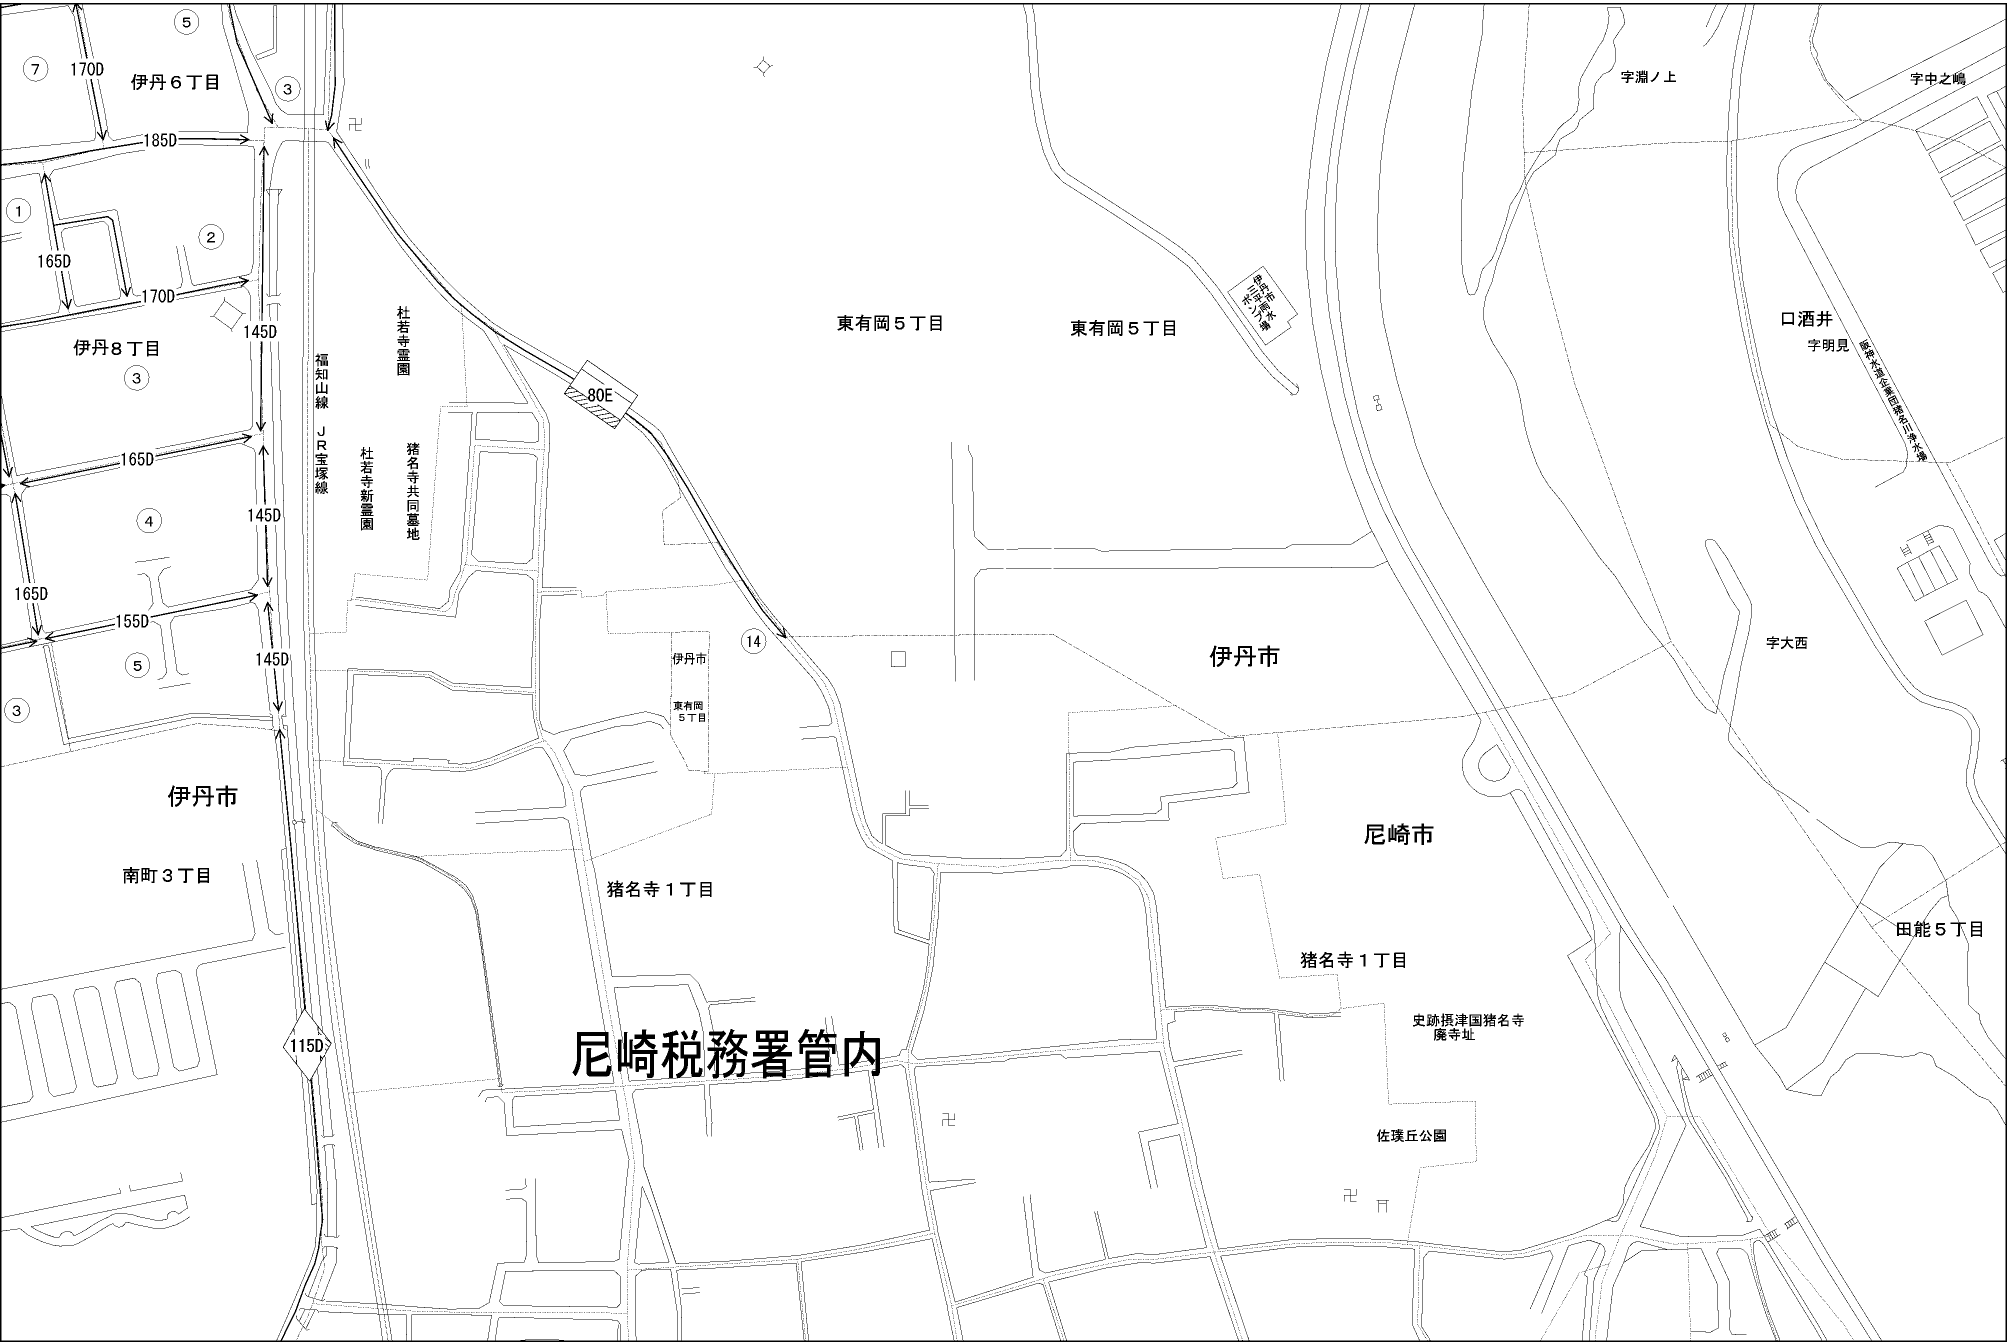 ⑤
⑦
170D
伊丹６丁目
③
字淵ノ上
字中之嶋
185D
①
②
165D
170D
145D
伊丹８丁目
③
杜若寺霊園
福知山線 ＪＲ宝塚線
東有岡５丁目
東有岡５丁目
伊丹市
三平雨水
ポンプ場
口酒井
字明見
阪神水道企業団猪名川浄水場
80E
165D
杜若寺新霊園
猪名寺共同墓地
④
145D
165D
155D
⑤
145D
③
⑭
伊丹市
東有岡
５丁目
伊丹市
字大西
伊丹市
尼崎市
南町３丁目
猪名寺１丁目
田能５丁目
猪名寺１丁目
史跡摂津国猪名寺
廃寺址
115D
尼崎税務署管内
佐璞丘公園